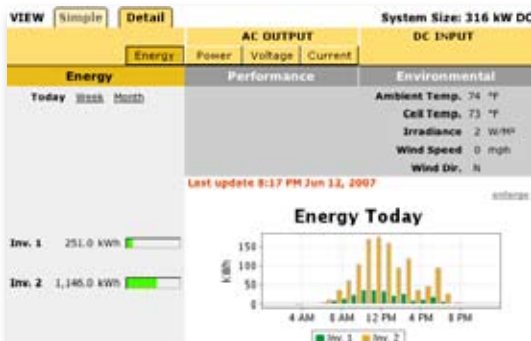 VIEW Simple Detail System Size: 316 kW DC
AC OUTPUT DC INPUT
Energy Power Voltage Current
Energy Performance Environmental
Today Week Month
Ambient Temp. 74 °F
Cell Temp. 73 °F
Irradiance 2 W/M²
Wind Speed 0 mph
Wind Dir. N
Last update 8:17 PM Jun 12, 2007
enlarge
Energy Today
Inv. 1 251.0 kWh
Inv. 2 1,146.0 kWh
KWh
150
100
50
0
4 AM 8 AM 12 PM 4 PM 8 PM
Inv. 1 Inv. 2